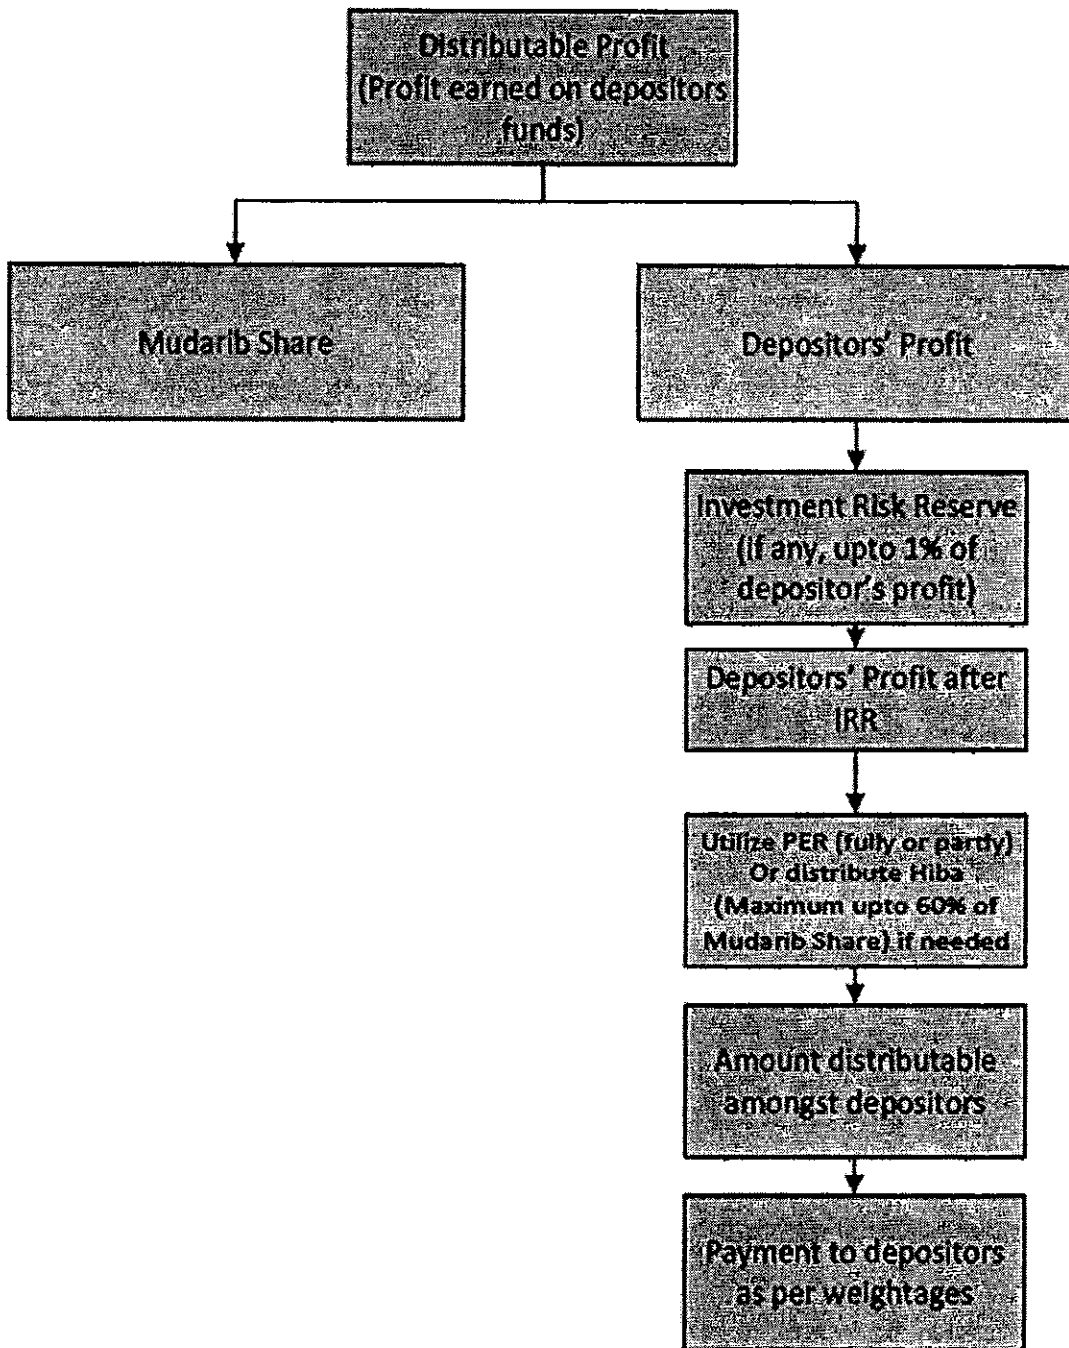 Distributable Profit
(Profit earned on depositors
funds)
Mudarib Share
Depositors' Profit
Investment Risk Reserve
(if any, upto 1% of
depositor's profit)
Depositors' Profit after
IRR
Utilize PER (fully or partly)
Or distribute Hiba
(Maximum upto 60% of
Mudarib Share) if needed
Amount distributable
amongst depositors
Payment to depositors
as per weightages